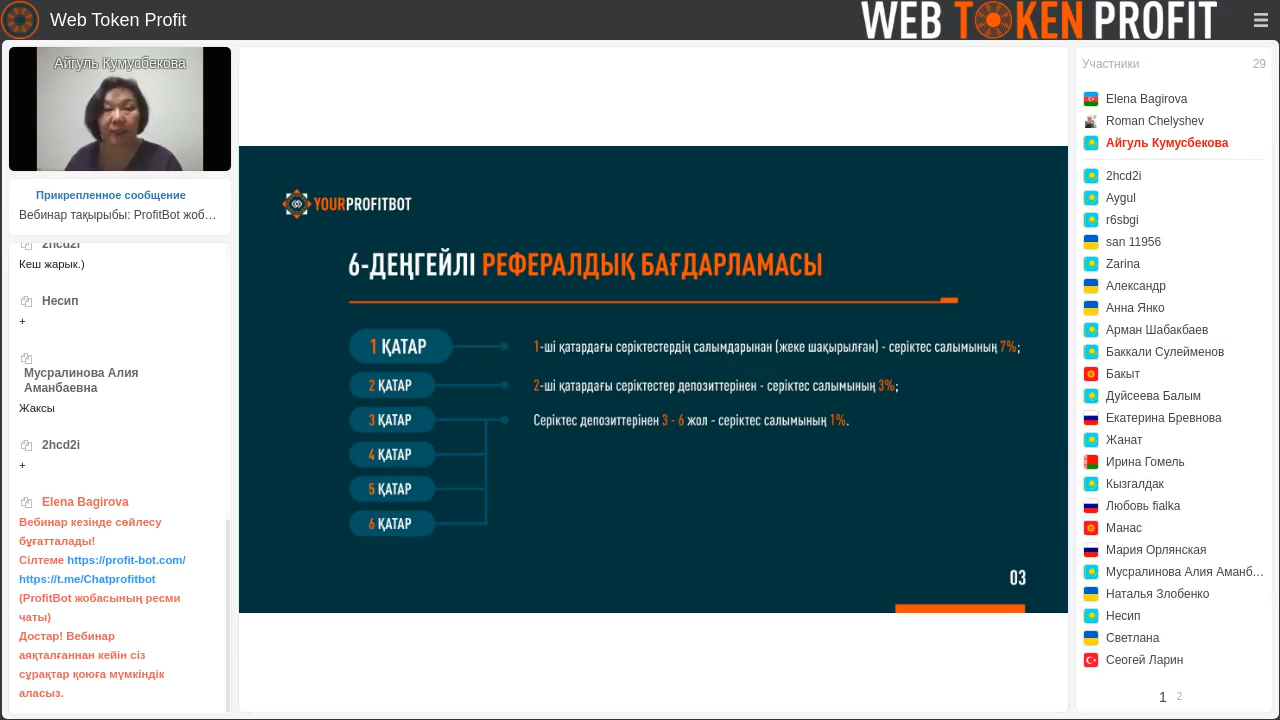 Web Token Profit
WEB TOKEN PROFIT
Айгуль Кумусбекова
Прикрепленное сообщение
Вебинар тақырыбы: ProfitBot жоб…
2hcd2i
Кеш жарык.)
Несип
+
Мусралинова Алия
Аманбаевна
Жаксы
2hcd2i
+
Elena Bagirova
Вебинар кезінде сөйлесу
бұғатталады!
Сілтеме https://profit-bot.com/
https://t.me/Chatprofitbot
(ProfitBot жобасының ресми
чаты)
Достар! Вебинар
аяқталғаннан кейін сіз
сұрақтар қоюға мүмкіндік
аласыз.
YOURPROFITBOT
6-ДЕҢГЕЙЛІ РЕФЕРАЛДЫҚ БАҒДАРЛАМАСЫ
1 ҚАТАР
1-ші қатардағы серіктестердің салымдарынан (жеке шақырылған) - серіктес салымының 7%;
2 ҚАТАР
2-ші қатардағы серіктестер депозиттерінен - серіктес салымының 3%;
3 ҚАТАР
Серіктес депозиттерінен 3 - 6 жол - серіктес салымының 1%.
4 ҚАТАР
5 ҚАТАР
6 ҚАТАР
03
Участники 29
Elena Bagirova
Roman Chelyshev
Айгуль Кумусбекова
2hcd2i
Aygul
r6sbgi
san 11956
Zarina
Александр
Анна Янко
Арман Шабакбаев
Баккали Сулейменов
Бакыт
Дуйсеева Балым
Екатерина Бревнова
Жанат
Ирина Гомель
Кызгалдак
Любовь fialka
Манас
Мария Орлянская
Мусралинова Алия Аманб…
Наталья Злобенко
Несип
Светлана
Сеогей Ларин
1 2